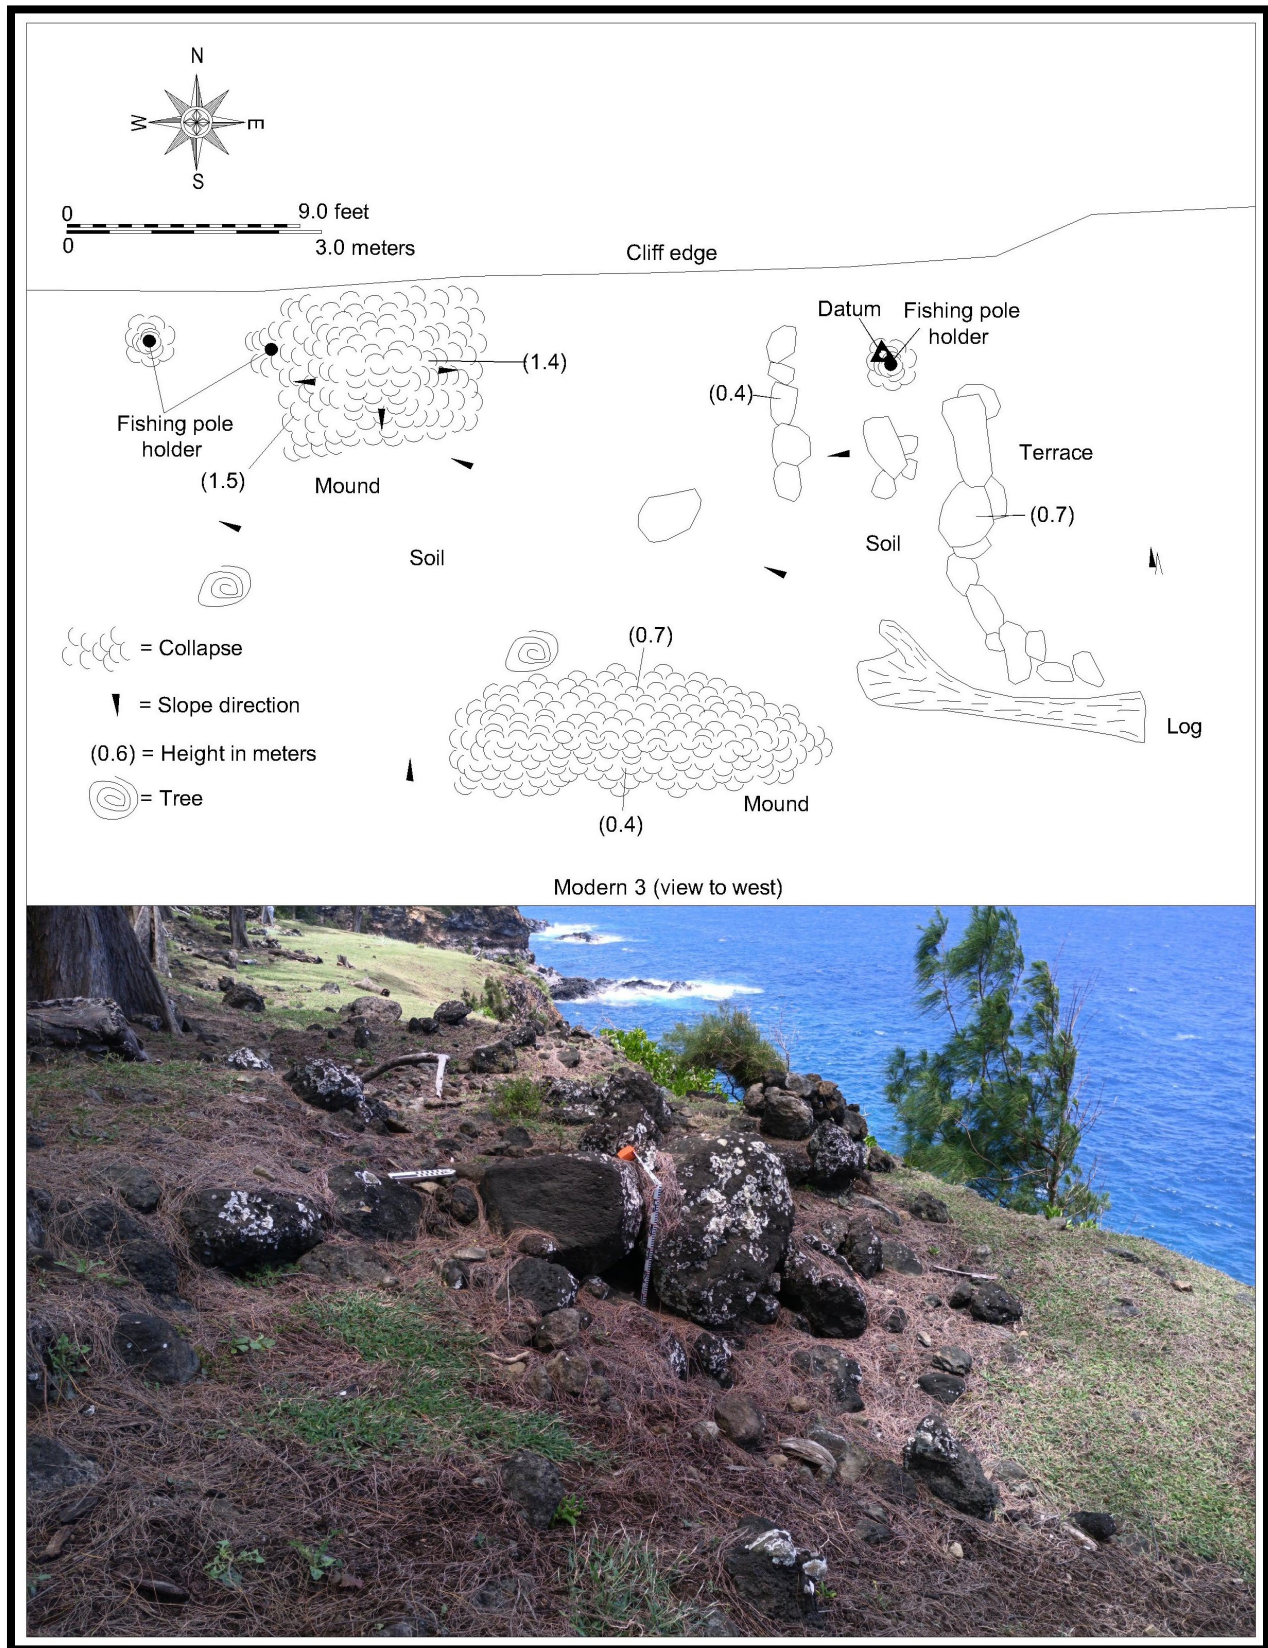 N
W
E
S
0
9.0 feet
0
3.0 meters
Cliff edge
Datum
Fishing pole
holder
(1.4)
(0.4)
Fishing pole
holder
Terrace
(1.5)
Mound
(0.7)
Soil
Soil
(0.7)
= Collapse
= Slope direction
Log
(0.6) = Height in meters
= Tree
Mound
(0.4)
Modern 3 (view to west)